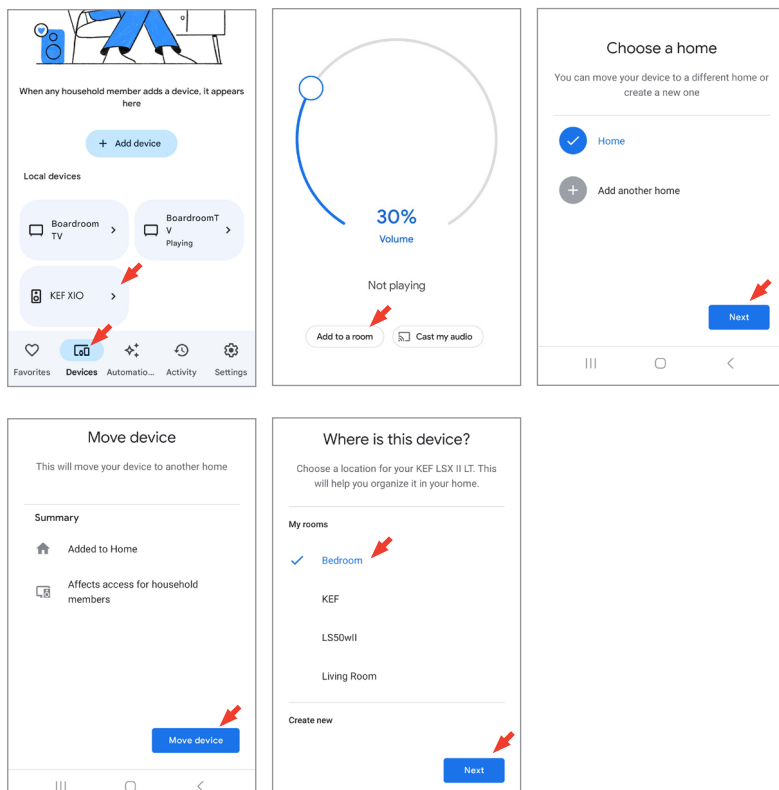 When any household member adds a device, it appears
here
+ Add device
Local devices
Boardroom
TV
BoardroomT
V
Playing
KEF XIO
Favorites
Devices
Automatio...
Activity
Settings
30%
Volume
Not playing
Add to a room
Cast my audio
Choose a home
You can move your device to a different home or
create a new one
Home
Add another home
Next
Move device
This will move your device to another home
Summary
Added to Home
Affects access for household
members
Move device
Where is this device?
Choose a location for your KEF LSX II LT. This
will help you organize it in your home.
My rooms
Bedroom
KEF
LS50wII
Living Room
Create new
Next